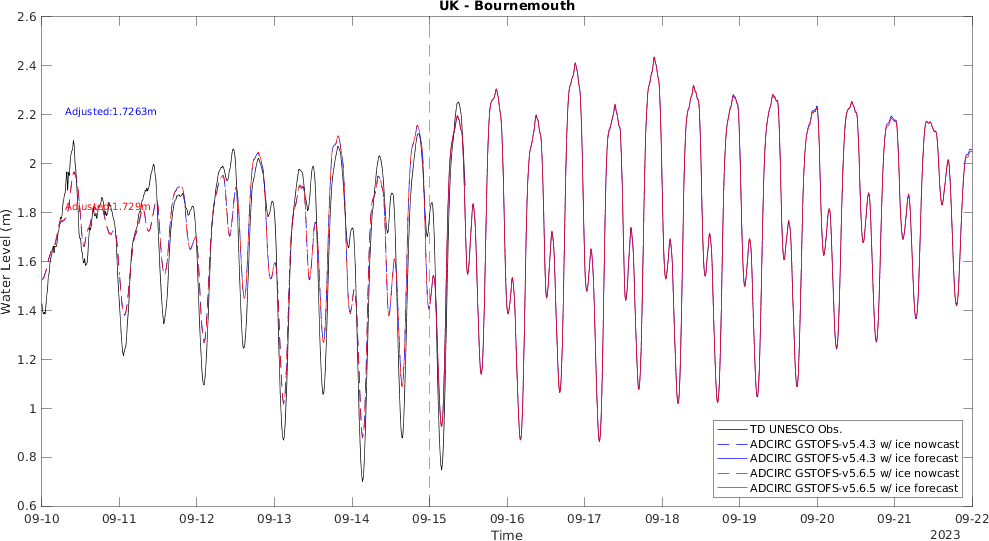 UK - Bournemouth
2.6
2.4
2.2
2
1.8
1.6
1.4
1.2
1
0.8
0.6
Water Level (m)
Adjusted:1.7263m
Adjusted:1.729m
TD UNESCO Obs.
ADCIRC GSTOFS-v5.4.3 w/ ice nowcast
ADCIRC GSTOFS-v5.4.3 w/ ice forecast
ADCIRC GSTOFS-v5.6.5 w/ ice nowcast
ADCIRC GSTOFS-v5.6.5 w/ ice forecast
09-10 09-11 09-12 09-13 09-14 09-15 09-16 09-17 09-18 09-19 09-20 09-21 09-22
Time
2023